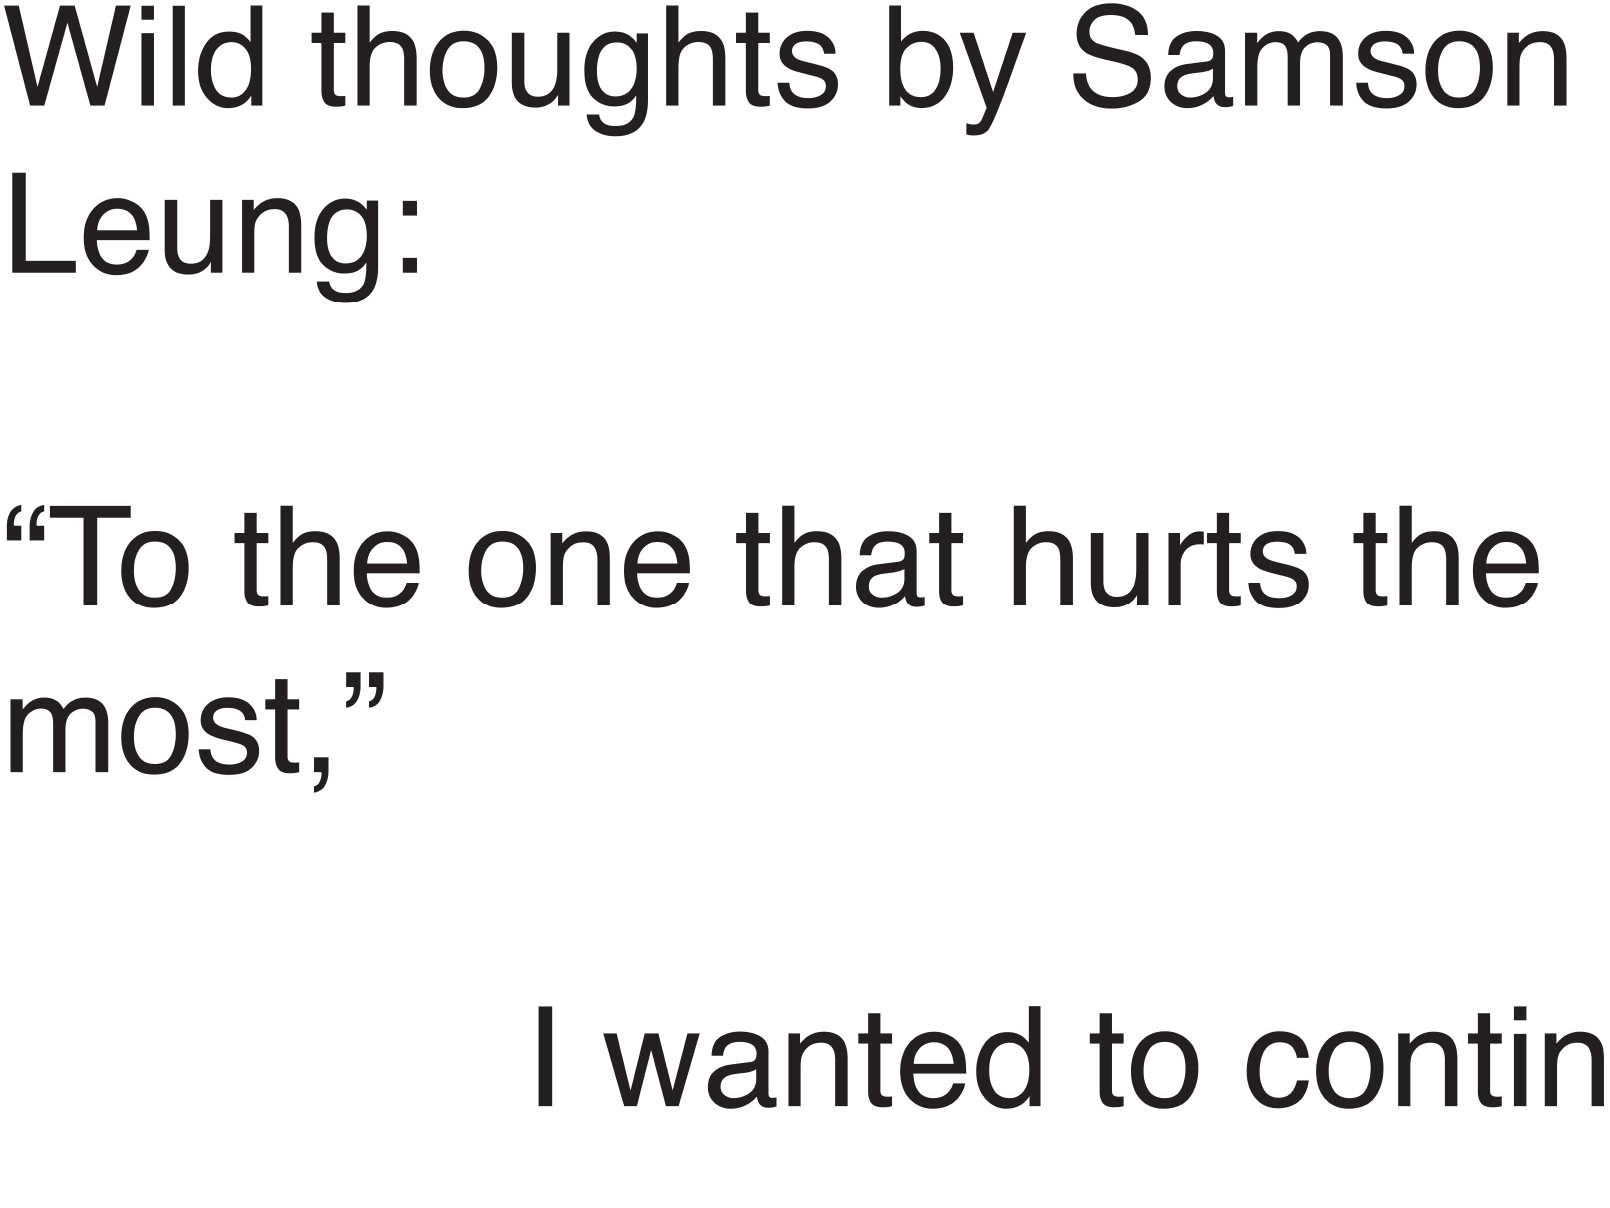 Wild thoughts by Samson
Leung:
“To the one that hurts the
most,”
I wanted to contin